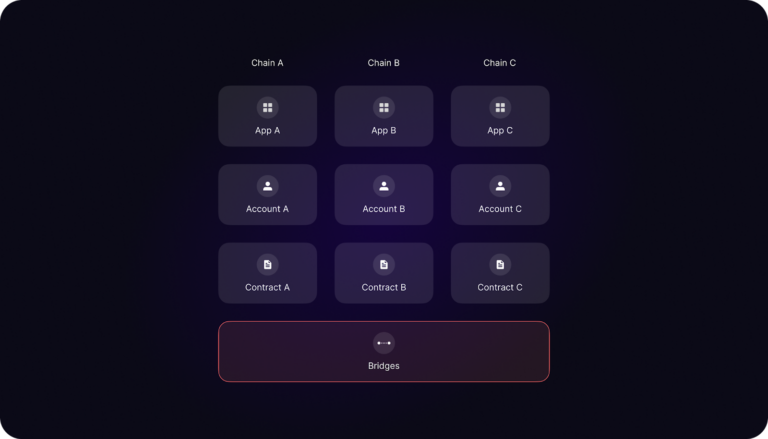 Chain A
Chain B
Chain C
App A
App B
App C
Account A
Account B
Account C
Contract A
Contract B
Contract C
Bridges